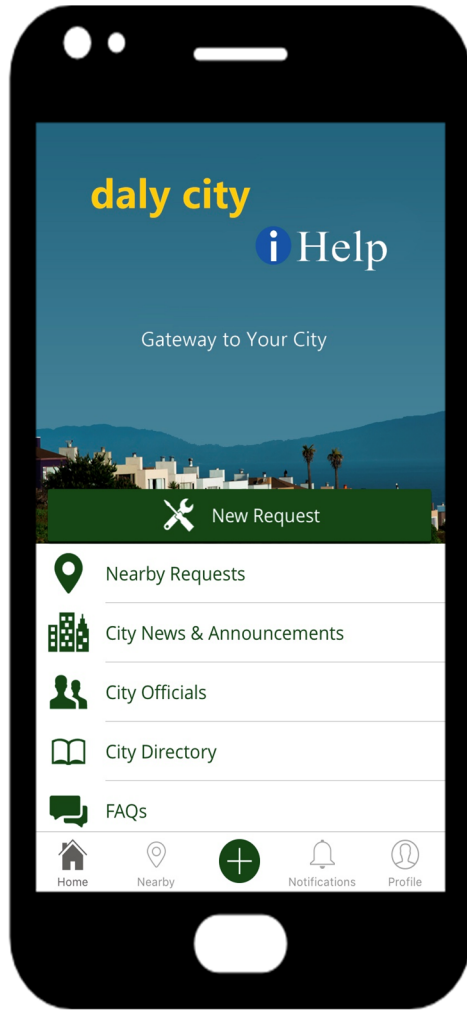 daly city
i Help
Gateway to Your City
New Request
Nearby Requests
City News & Announcements
City Officials
City Directory
FAQs
Home Nearby Notifications Profile